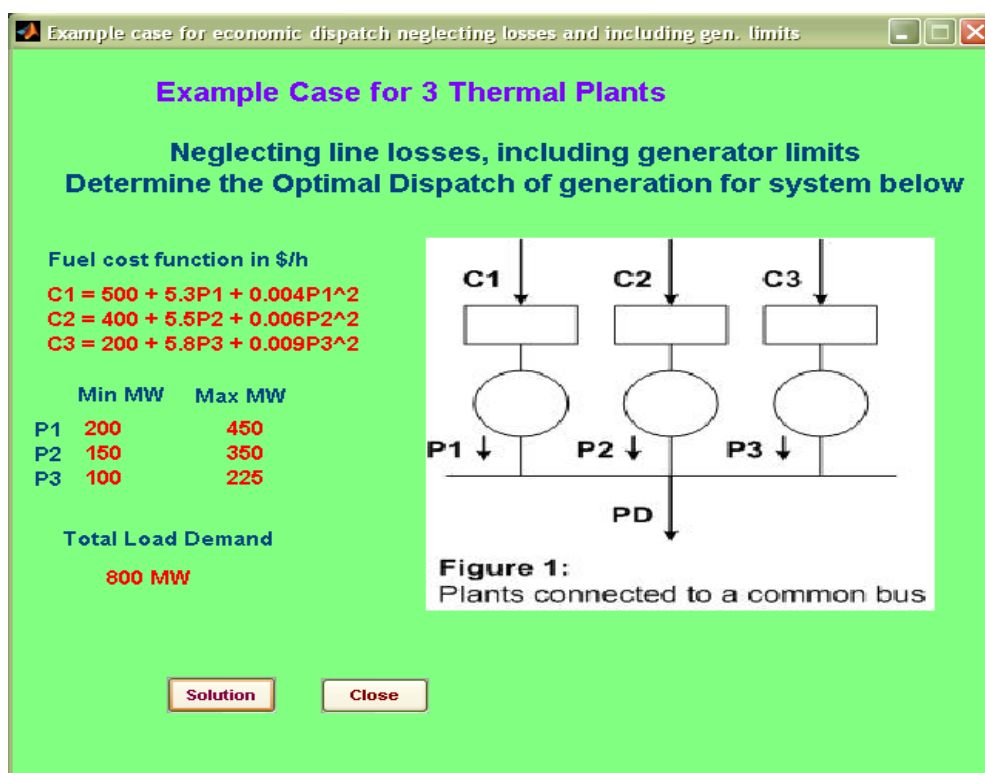 Example case for economic dispatch neglecting losses and including gen. limits
Example Case for 3 Thermal Plants
Neglecting line losses, including generator limits
Determine the Optimal Dispatch of generation for system below
Fuel cost function in $/h
C1 = 500 + 5.3P1 + 0.004P1^2
C2 = 400 + 5.5P2 + 0.006P2^2
C3 = 200 + 5.8P3 + 0.009P3^2
Min MW Max MW
P1 200 450
P2 150 350
P3 100 225
Total Load Demand
800 MW
C1 C2 C3
P1 P2 P3
PD
Figure 1:
Plants connected to a common bus
Solution Close